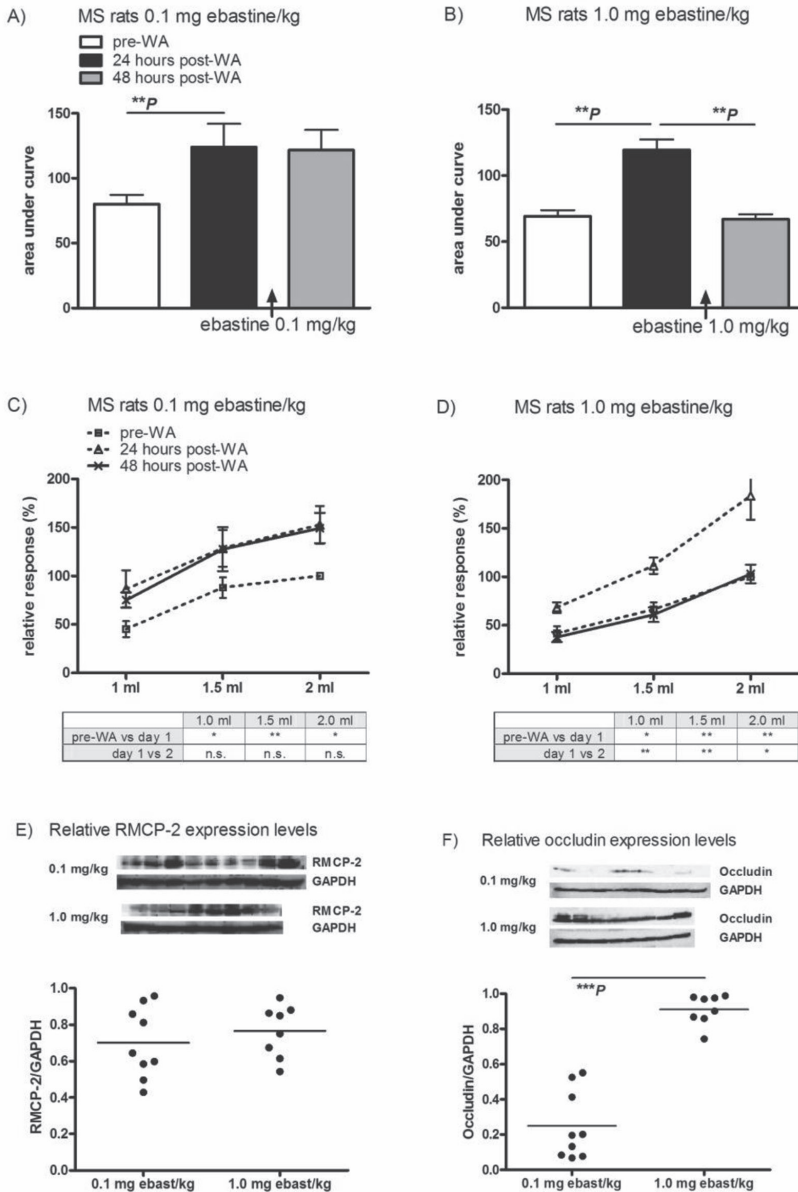 A) MS rats 0.1 mg ebastine/kg
pre-WA
24 hours post-WA
48 hours post-WA
**P
area under curve
150
100
50
0
ebastine 0.1 mg/kg
B) MS rats 1.0 mg ebastine/kg
**P **P
area under curve
150
100
50
0
ebastine 1.0 mg/kg
C) MS rats 0.1 mg ebastine/kg
pre-WA
24 hours post-WA
48 hours post-WA
relative response (%)
200
150
100
50
0
1 ml 1.5 ml 2 ml
1.0 ml 1.5 ml 2.0 ml
pre-WA vs day 1 * ** *
day 1 vs 2 n.s. n.s. n.s.
D) MS rats 1.0 mg ebastine/kg
relative response (%)
200
150
100
50
0
1 ml 1.5 ml 2 ml
1.0 ml 1.5 ml 2.0 ml
pre-WA vs day 1 * ** **
day 1 vs 2 ** ** *
E) Relative RMCP-2 expression levels
0.1 mg/kg
RMCP-2
GAPDH
1.0 mg/kg
RMCP-2
GAPDH
RMCP-2/GAPDH
1.0
0.8
0.6
0.4
0.2
0.0
0.1 mg ebast/kg 1.0 mg ebast/kg
F) Relative occludin expression levels
0.1 mg/kg
Occludin
GAPDH
1.0 mg/kg
Occludin
GAPDH
***P
Occludin/GAPDH
1.0
0.8
0.6
0.4
0.2
0.0
0.1 mg ebast/kg 1.0 mg ebast/kg